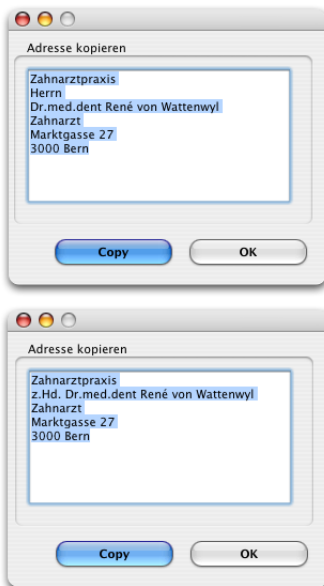 Adresse kopieren
Zahnarztpraxis
Herrn
Dr.med.dent René von Wattenwyl
Zahnarzt
Marktgasse 27
3000 Bern
Copy OK
Adresse kopieren
Zahnarztpraxis
z.Hd. Dr.med.dent René von Wattenwyl
Zahnarzt
Marktgasse 27
3000 Bern
Copy OK